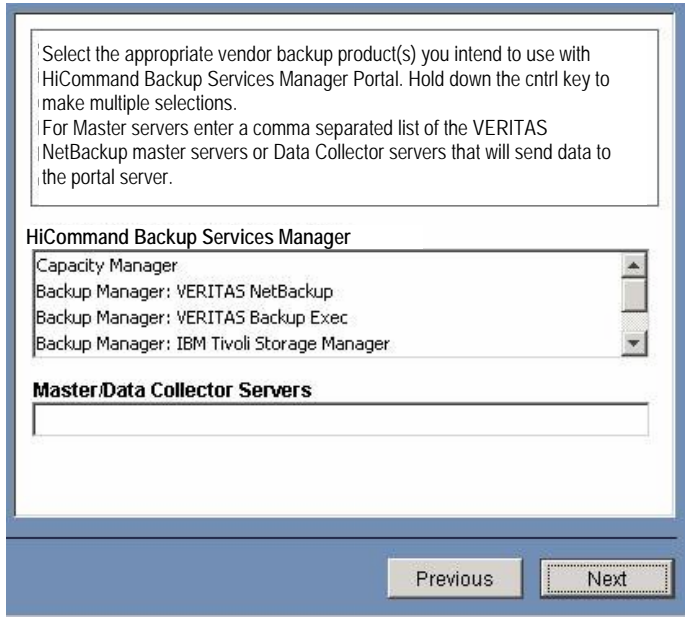 Select the appropriate vendor backup product(s) you intend to use with
HiCommand Backup Services Manager Portal. Hold down the cntrl key to
make multiple selections.
For Master servers enter a comma separated list of the VERITAS
NetBackup master servers or Data Collector servers that will send data to
the portal server.
HiCommand Backup Services Manager
Capacity Manager
Backup Manager: VERITAS NetBackup
Backup Manager: VERITAS Backup Exec
Backup Manager: IBM Tivoli Storage Manager
Master/Data Collector Servers
Previous Next